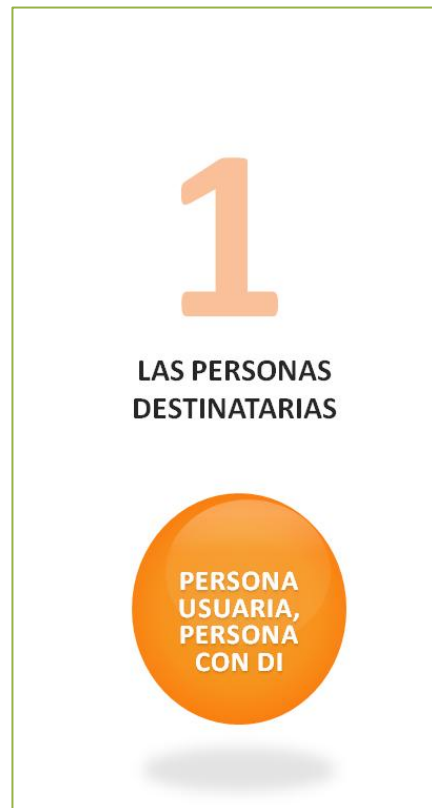 1
LAS PERSONAS
DESTINATARIAS
PERSONA
USUARIA,
PERSONA
CON DI